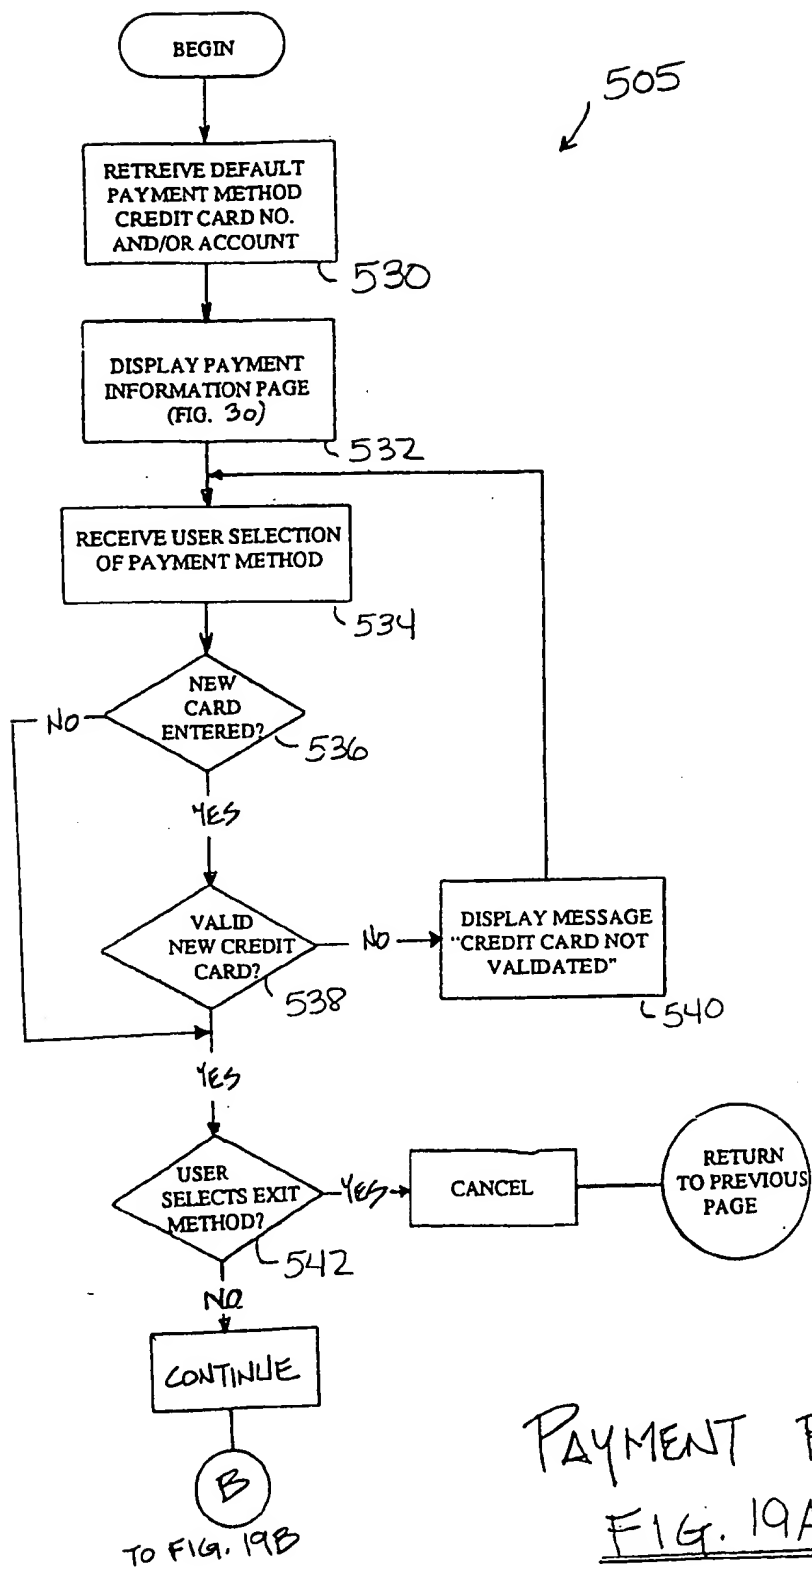 BEGIN
505
RETREIVE DEFAULT
PAYMENT METHOD
CREDIT CARD NO.
AND/OR ACCOUNT
530
DISPLAY PAYMENT
INFORMATION PAGE
(FIG. 30)
532
RECEIVE USER SELECTION
OF PAYMENT METHOD
534
NEW
CARD
ENTERED?
NO
536
YES
VALID
NEW CREDIT
CARD?
NO
538
DISPLAY MESSAGE
"CREDIT CARD NOT
VALIDATED"
540
YES
USER
SELECTS EXIT
METHOD?
YES
542
CANCEL
RETURN
TO PREVIOUS
PAGE
NO
CONTINUE
B
TO FIG. 19B
PAYMENT
FIG. 19A